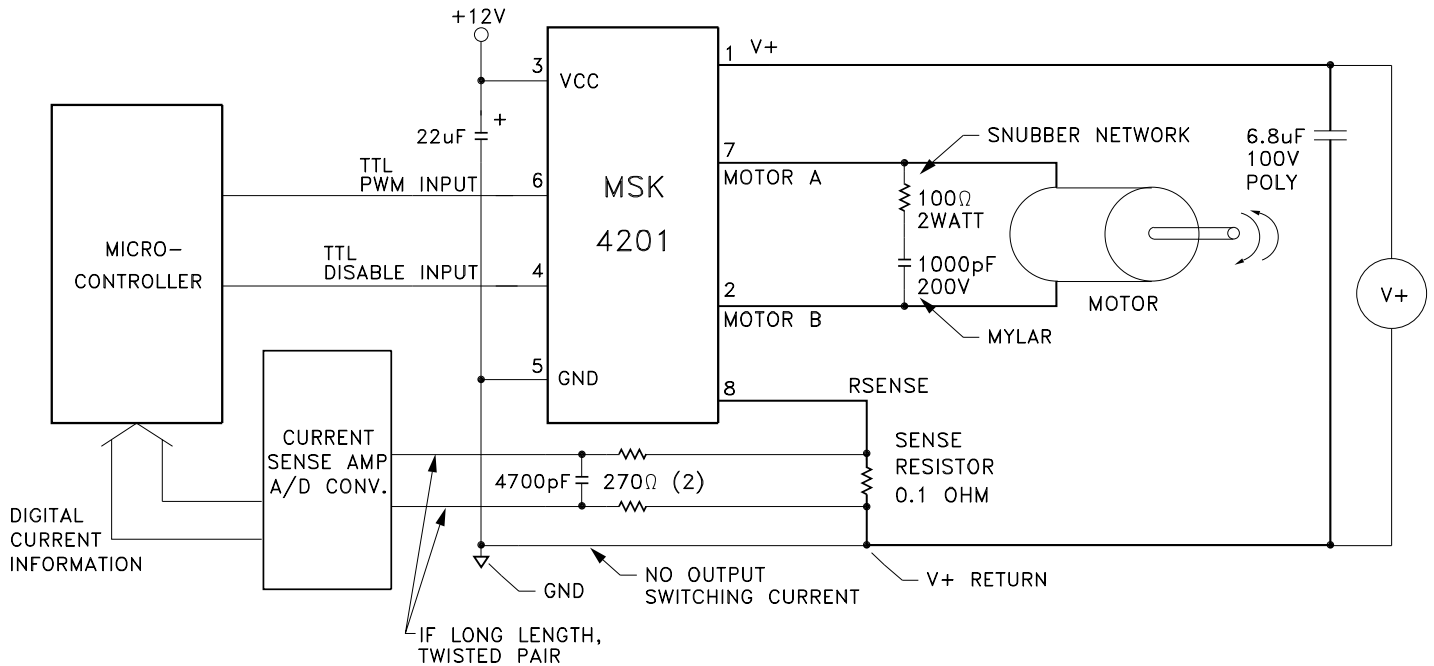 +12V
1 V+
3 VCC
22uF +
SNUBBER NETWORK
6.8uF
100V
POLY
7
MOTOR A
TTL
PWM INPUT
6
MSK
4201
100Ω
2WATT
MICRO-
CONTROLLER
TTL
DISABLE INPUT
4
1000pF
200V
2
MOTOR B
MOTOR
V+
MYLAR
5 GND
8
RSENSE
CURRENT
SENSE AMP
A/D CONV.
SENSE
RESISTOR
0.1 OHM
4700pF
270Ω (2)
DIGITAL
CURRENT
INFORMATION
GND
NO OUTPUT
SWITCHING CURRENT
V+ RETURN
IF LONG LENGTH,
TWISTED PAIR